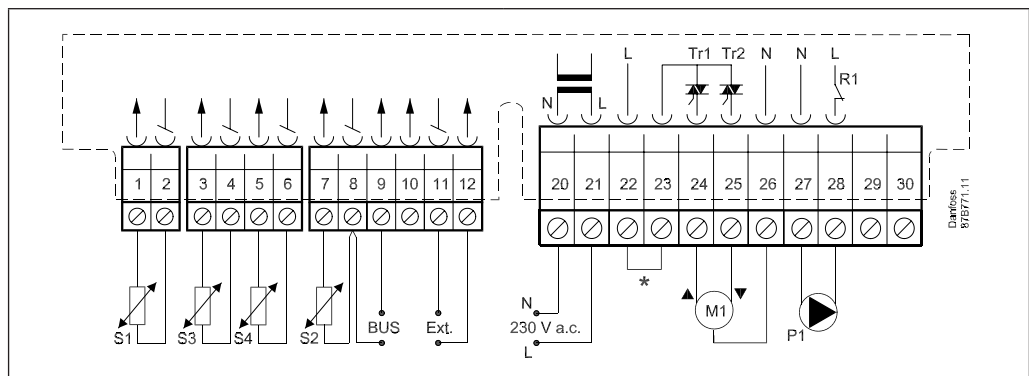 L Tr1 Tr2 N N L
R1
N L
1 2 3 4 5 6 7 8 9 10 11 12
20 21 22 23 24 25 26 27 28 29 30
Danfoss
87B771.11
*
S1 S3 S4 S2 BUS Ext.
N
230 V a.c.
L
M1
P1